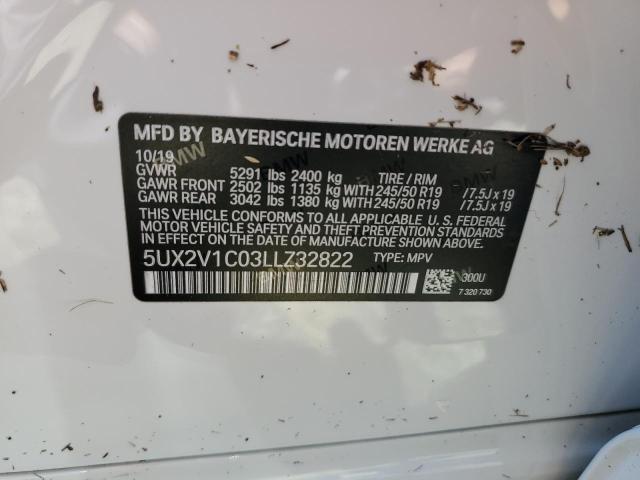 MFD BY BAYERISCHE MOTOREN WERKE AG
10/19
GVWR 5291 lbs 2400 kg TIRE / RIM
GAWR FRONT 2502 lbs 1135 kg WITH 245/50 R19 /7.5J x 19
GAWR REAR 3042 lbs 1380 kg WITH 245/50 R19 /7.5J x 19
THIS VEHICLE CONFORMS TO ALL APPLICABLE U.S. FEDERAL
MOTOR VEHICLE SAFETY AND THEFT PREVENTION STANDARDS
IN EFFECT ON THE DATE OF MANUFACTURE SHOWN ABOVE.
5UX2V1C03LLZ32822 TYPE: MPV
300U
7 320 730